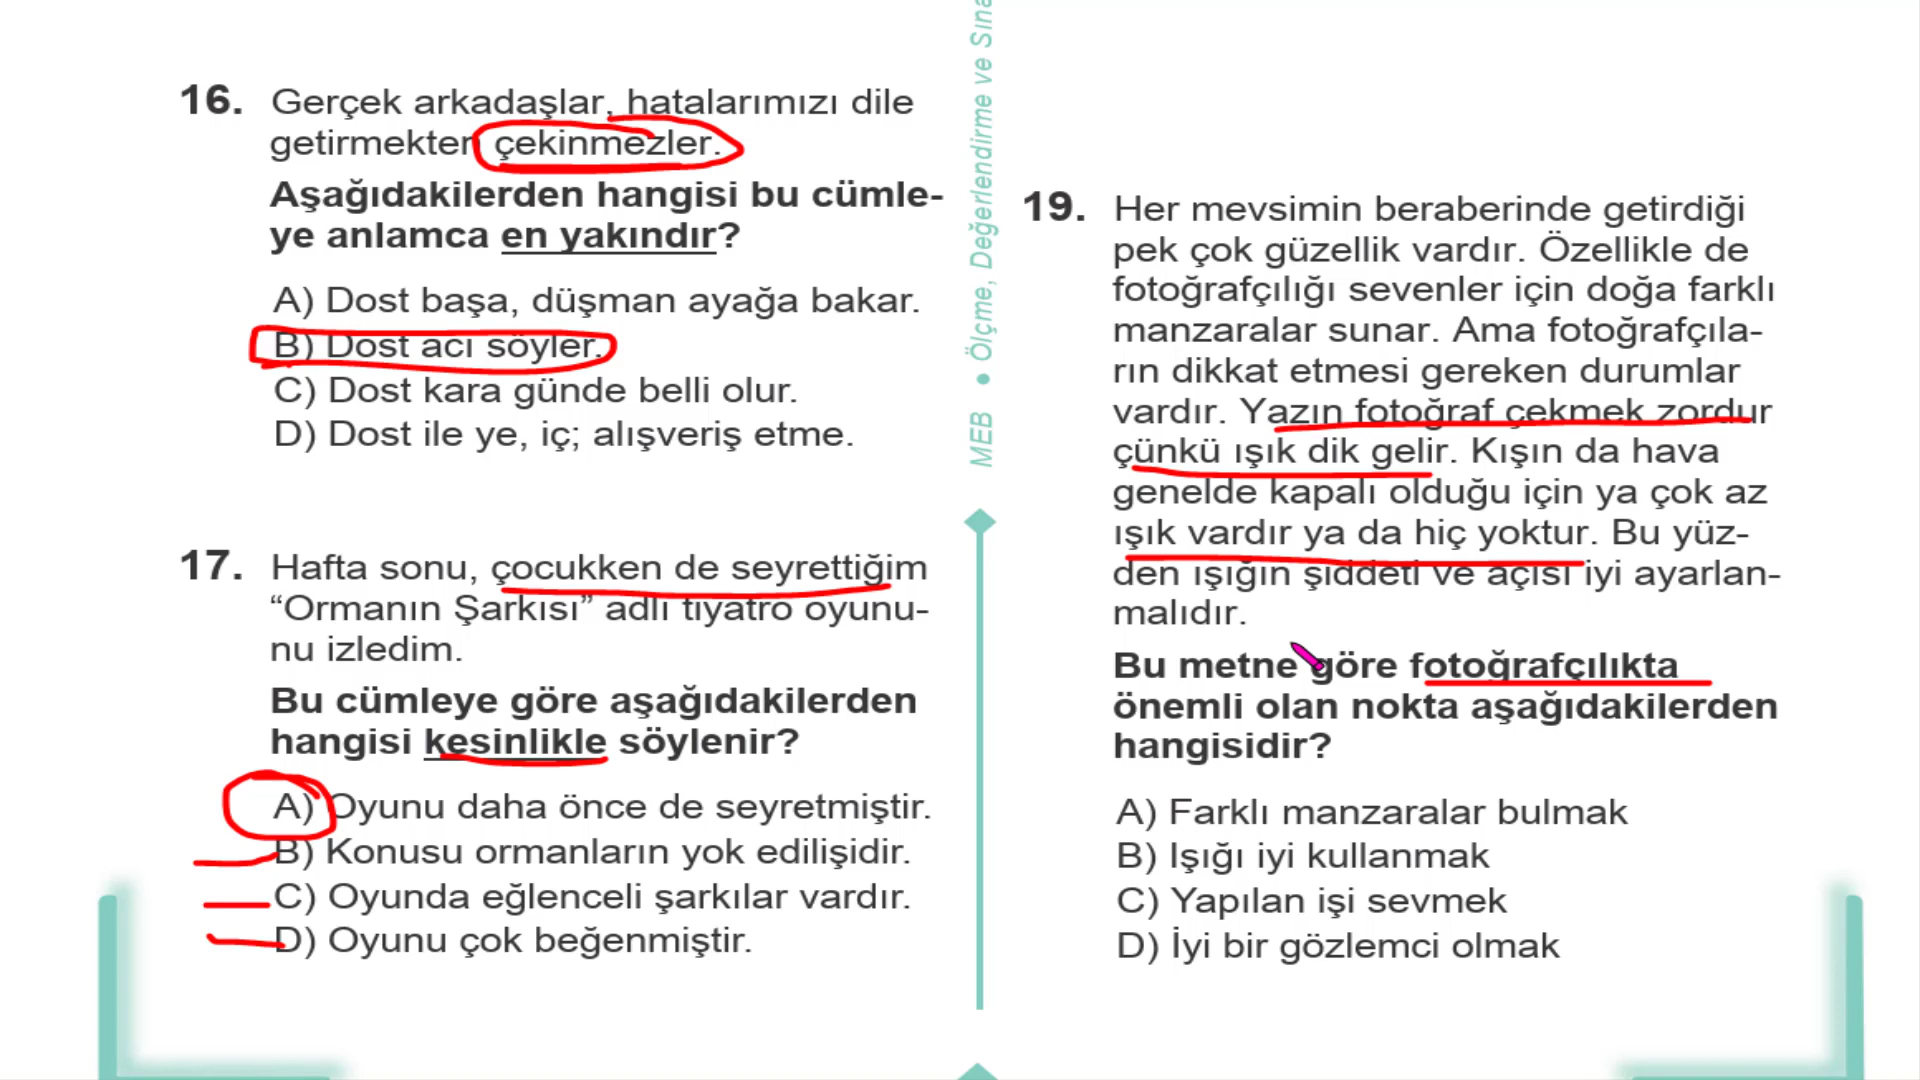 16. Gerçek arkadaşlar, hatalarımızı dile
getirmekten çekinmezler.
Aşağıdakilerden hangisi bu cümle-
ye anlamca en yakındır?
A) Dost başa, düşman ayağa bakar.
B) Dost acı söyler.
C) Dost kara günde belli olur.
D) Dost ile ye, iç; alışveriş etme.
17. Hafta sonu, çocukken de seyrettiğim
“Ormanın Şarkısı” adlı tiyatro oyunu-
nu izledim.
Bu cümleye göre aşağıdakilerden
hangisi kesinlikle söylenir?
A) Oyunu daha önce de seyretmiştir.
B) Konusu ormanların yok edilişidir.
C) Oyunda eğlenceli şarkılar vardır.
D) Oyunu çok beğenmiştir.
MEB • Ölçme, Değerlendirme ve
19. Her mevsimin beraberinde getirdiği
pek çok güzellik vardır. Özellikle de
fotoğrafçılığı sevenler için doğa farklı
manzaralar sunar. Ama fotoğrafçıla-
rın dikkat etmesi gereken durumlar
vardır. Yazın fotoğraf çekmek zordur
çünkü ışık dik gelir. Kışın da hava
genelde kapalı olduğu için ya çok az
ışık vardır ya da hiç yoktur. Bu yüz-
den ışığın şiddeti ve açısı iyi ayarlan-
malıdır.
Bu metne göre fotoğrafçılıkta
önemli olan nokta aşağıdakilerden
hangisidir?
A) Farklı manzaralar bulmak
B) Işığı iyi kullanmak
C) Yapılan işi sevmek
D) İyi bir gözlemci olmak